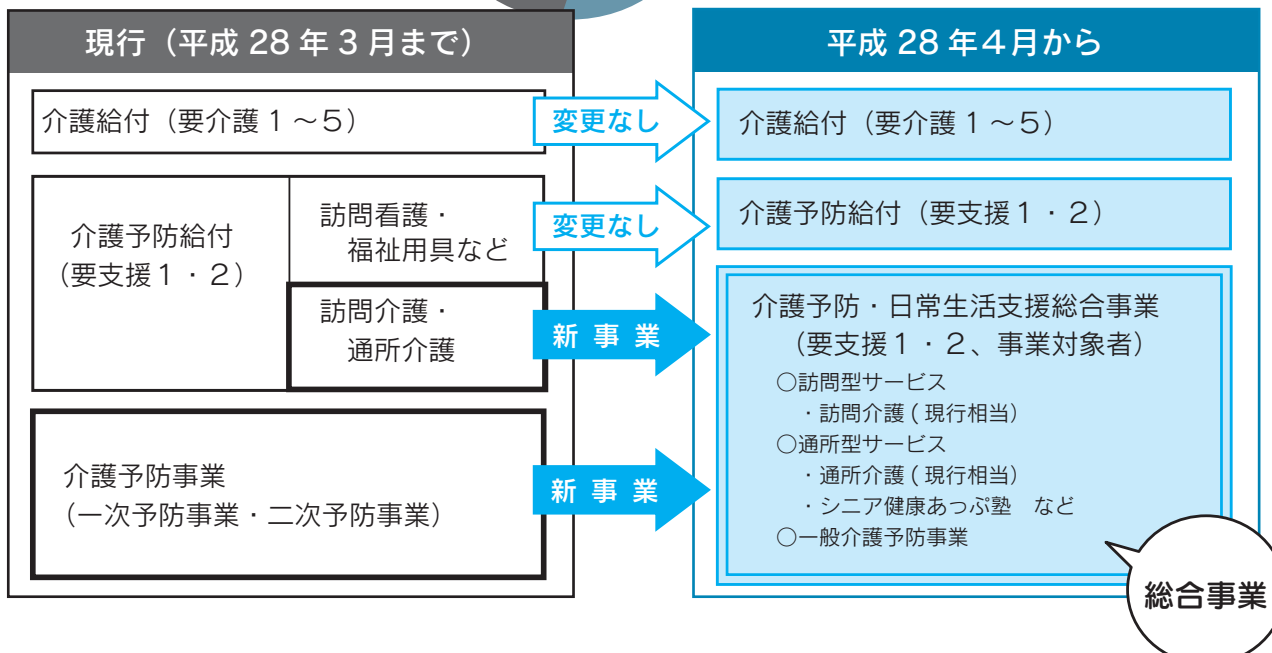 現行（平成 28 年 3 月まで）
介護給付（要介護 1 ～5）
介護予防給付
（要支援１・２）
訪問看護・
福祉用具など
訪問介護・
通所介護
介護予防事業
（一次予防事業・二次予防事業）
変更なし
変更なし
新 事 業
新 事 業
平成 28 年４月から
介護給付（要介護 1 ～5）
介護予防給付（要支援１・２）
介護予防・日常生活支援総合事業
（要支援１・２、事業対象者）
○訪問型サービス
・訪問介護 ( 現行相当）
○通所型サービス
・通所介護 ( 現行相当）
・シニア健康あっぷ塾　など
○一般介護予防事業
総合事業